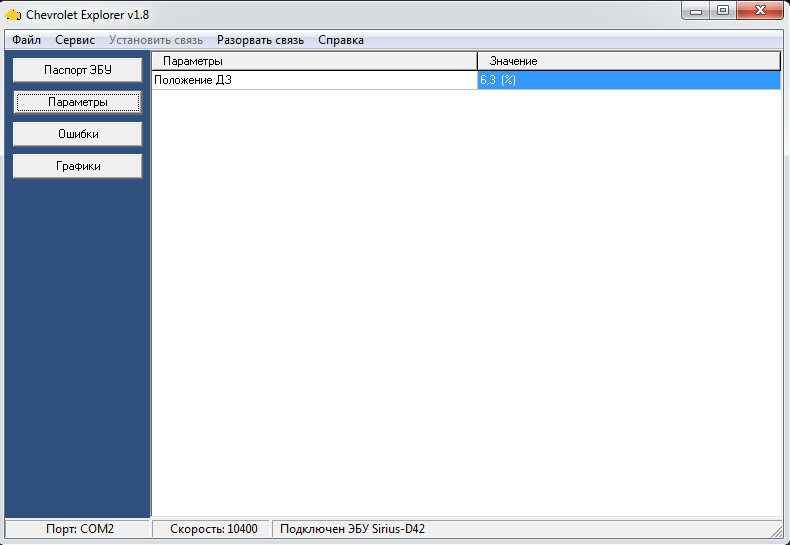 Chevrolet Explorer v1.8
Файл Сервис Установить связь Разорвать связь Справка
Паспорт ЭБУ
Параметры
Ошибки
Графики
Параметры Значение
Положение ДЗ 6,3 (%)
Порт: COM2 Скорость: 10400 Подключен ЭБУ Sirius-D42